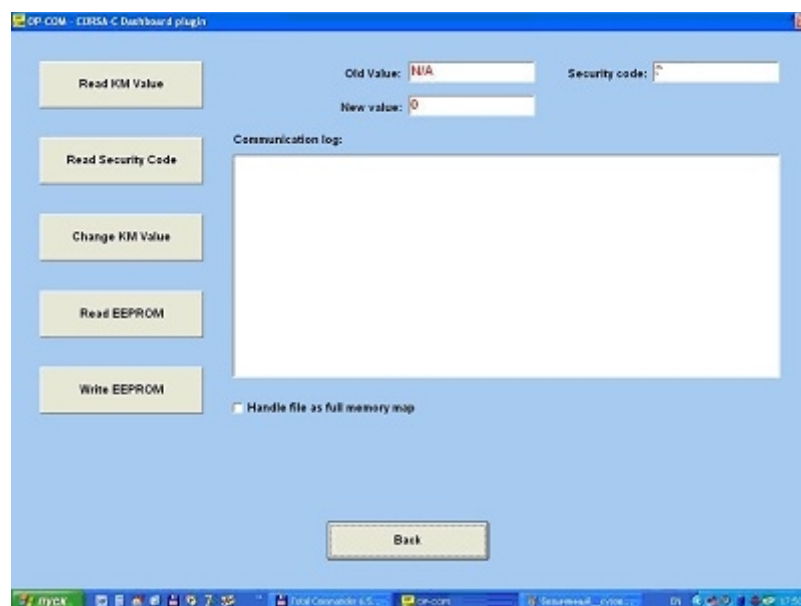 OP-COM - CORSA-C Dashboard plugin
Read KM Value
Old Value: N/A
Security code:
New value: 0
Communication log:
Read Security Code
Change KM Value
Read EEPROM
Write EEPROM
Handle file as full memory map
Back
пуск
Total Commander 6.5...
OP-COM
EN